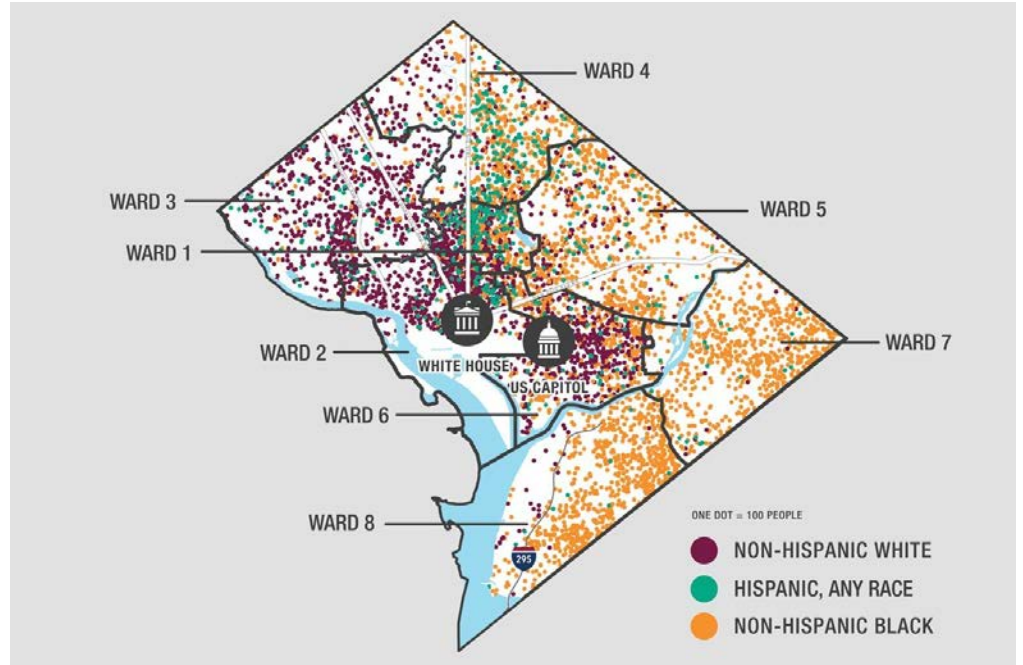 WARD 4
WARD 3
WARD 5
WARD 1
WARD 7
WARD 2
WHITE HOUSE
US CAPITOL
WARD 6
WARD 8
295
ONE DOT = 100 PEOPLE
NON-HISPANIC WHITE
HISPANIC, ANY RACE
NON-HISPANIC BLACK